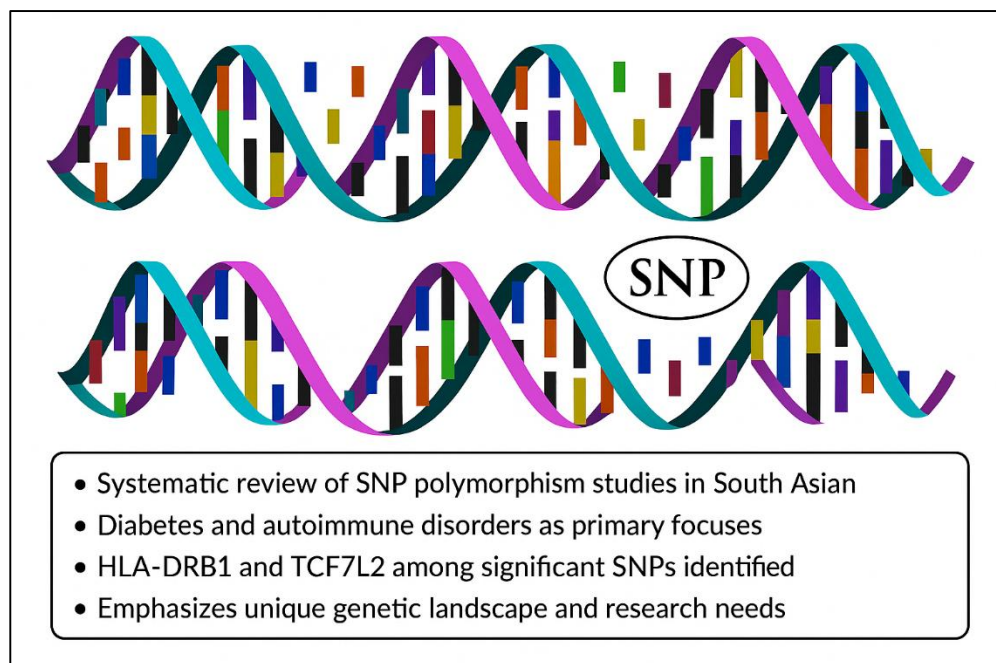 SNP
• Systematic review of SNP polymorphism studies in South Asian
• Diabetes and autoimmune disorders as primary focuses
• HLA-DRB1 and TCF7L2 among significant SNPs identified
• Emphasizes unique genetic landscape and research needs